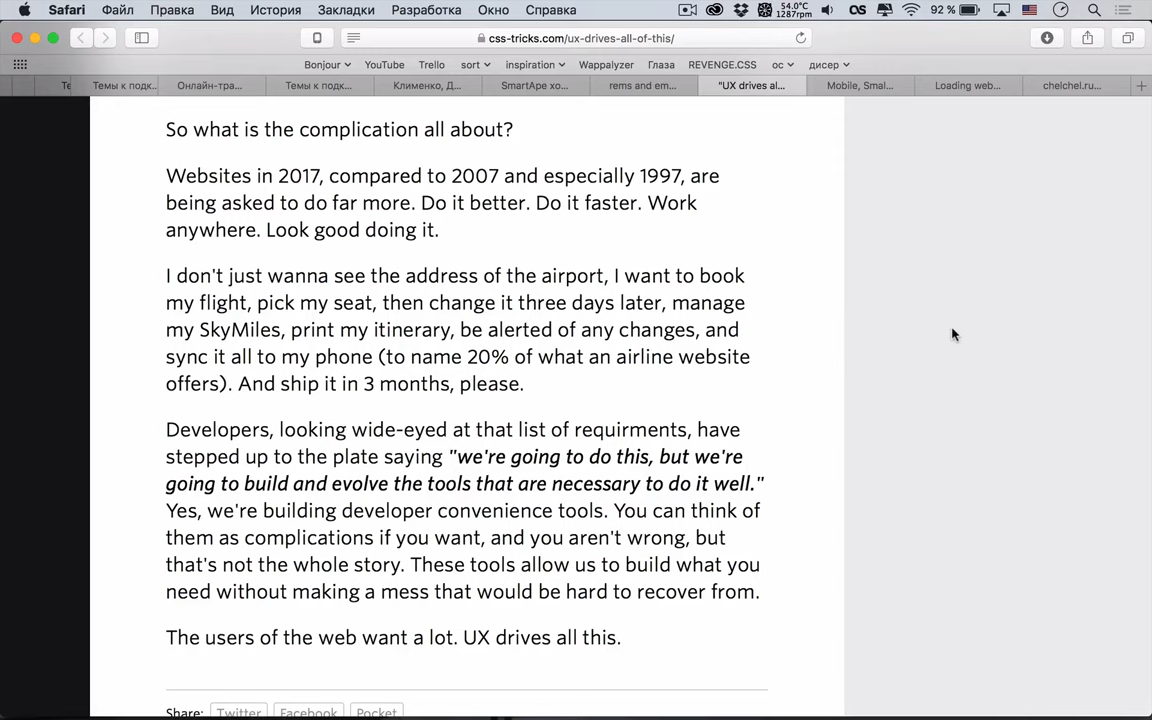 Safari Файл Правка Вид История Закладки Разработка Окно Справка 54.0°C 1287rpm 92 %
css-tricks.com/ux-drives-all-of-this/
Bonjour YouTube Trello sort inspiration Wappalyzer Глаза REVENGE.CSS ос дисер
Те Темы к подк... Онлайн-тра... Темы к подк... Клименко, Д... SmartApe хо... rems and em... "UX drives al... Mobile, Smal... Loading web... chelchel.ru...
So what is the complication all about?
Websites in 2017, compared to 2007 and especially 1997, are
being asked to do far more. Do it better. Do it faster. Work
anywhere. Look good doing it.
I don't just wanna see the address of the airport, I want to book
my flight, pick my seat, then change it three days later, manage
my SkyMiles, print my itinerary, be alerted of any changes, and
sync it all to my phone (to name 20% of what an airline website
offers). And ship it in 3 months, please.
Developers, looking wide-eyed at that list of requirments, have
stepped up to the plate saying "we're going to do this, but we're
going to build and evolve the tools that are necessary to do it well."
Yes, we're building developer convenience tools. You can think of
them as complications if you want, and you aren't wrong, but
that's not the whole story. These tools allow us to build what you
need without making a mess that would be hard to recover from.
The users of the web want a lot. UX drives all this.
Share: Twitter Facebook Pocket